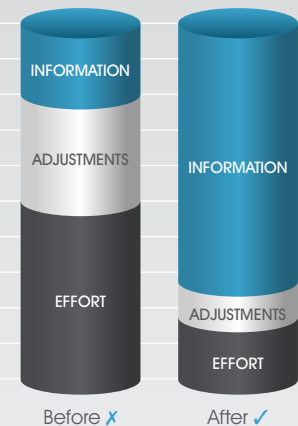 INFORMATION
ADJUSTMENTS
EFFORT
Before ✗
INFORMATION
ADJUSTMENTS
EFFORT
After ✓